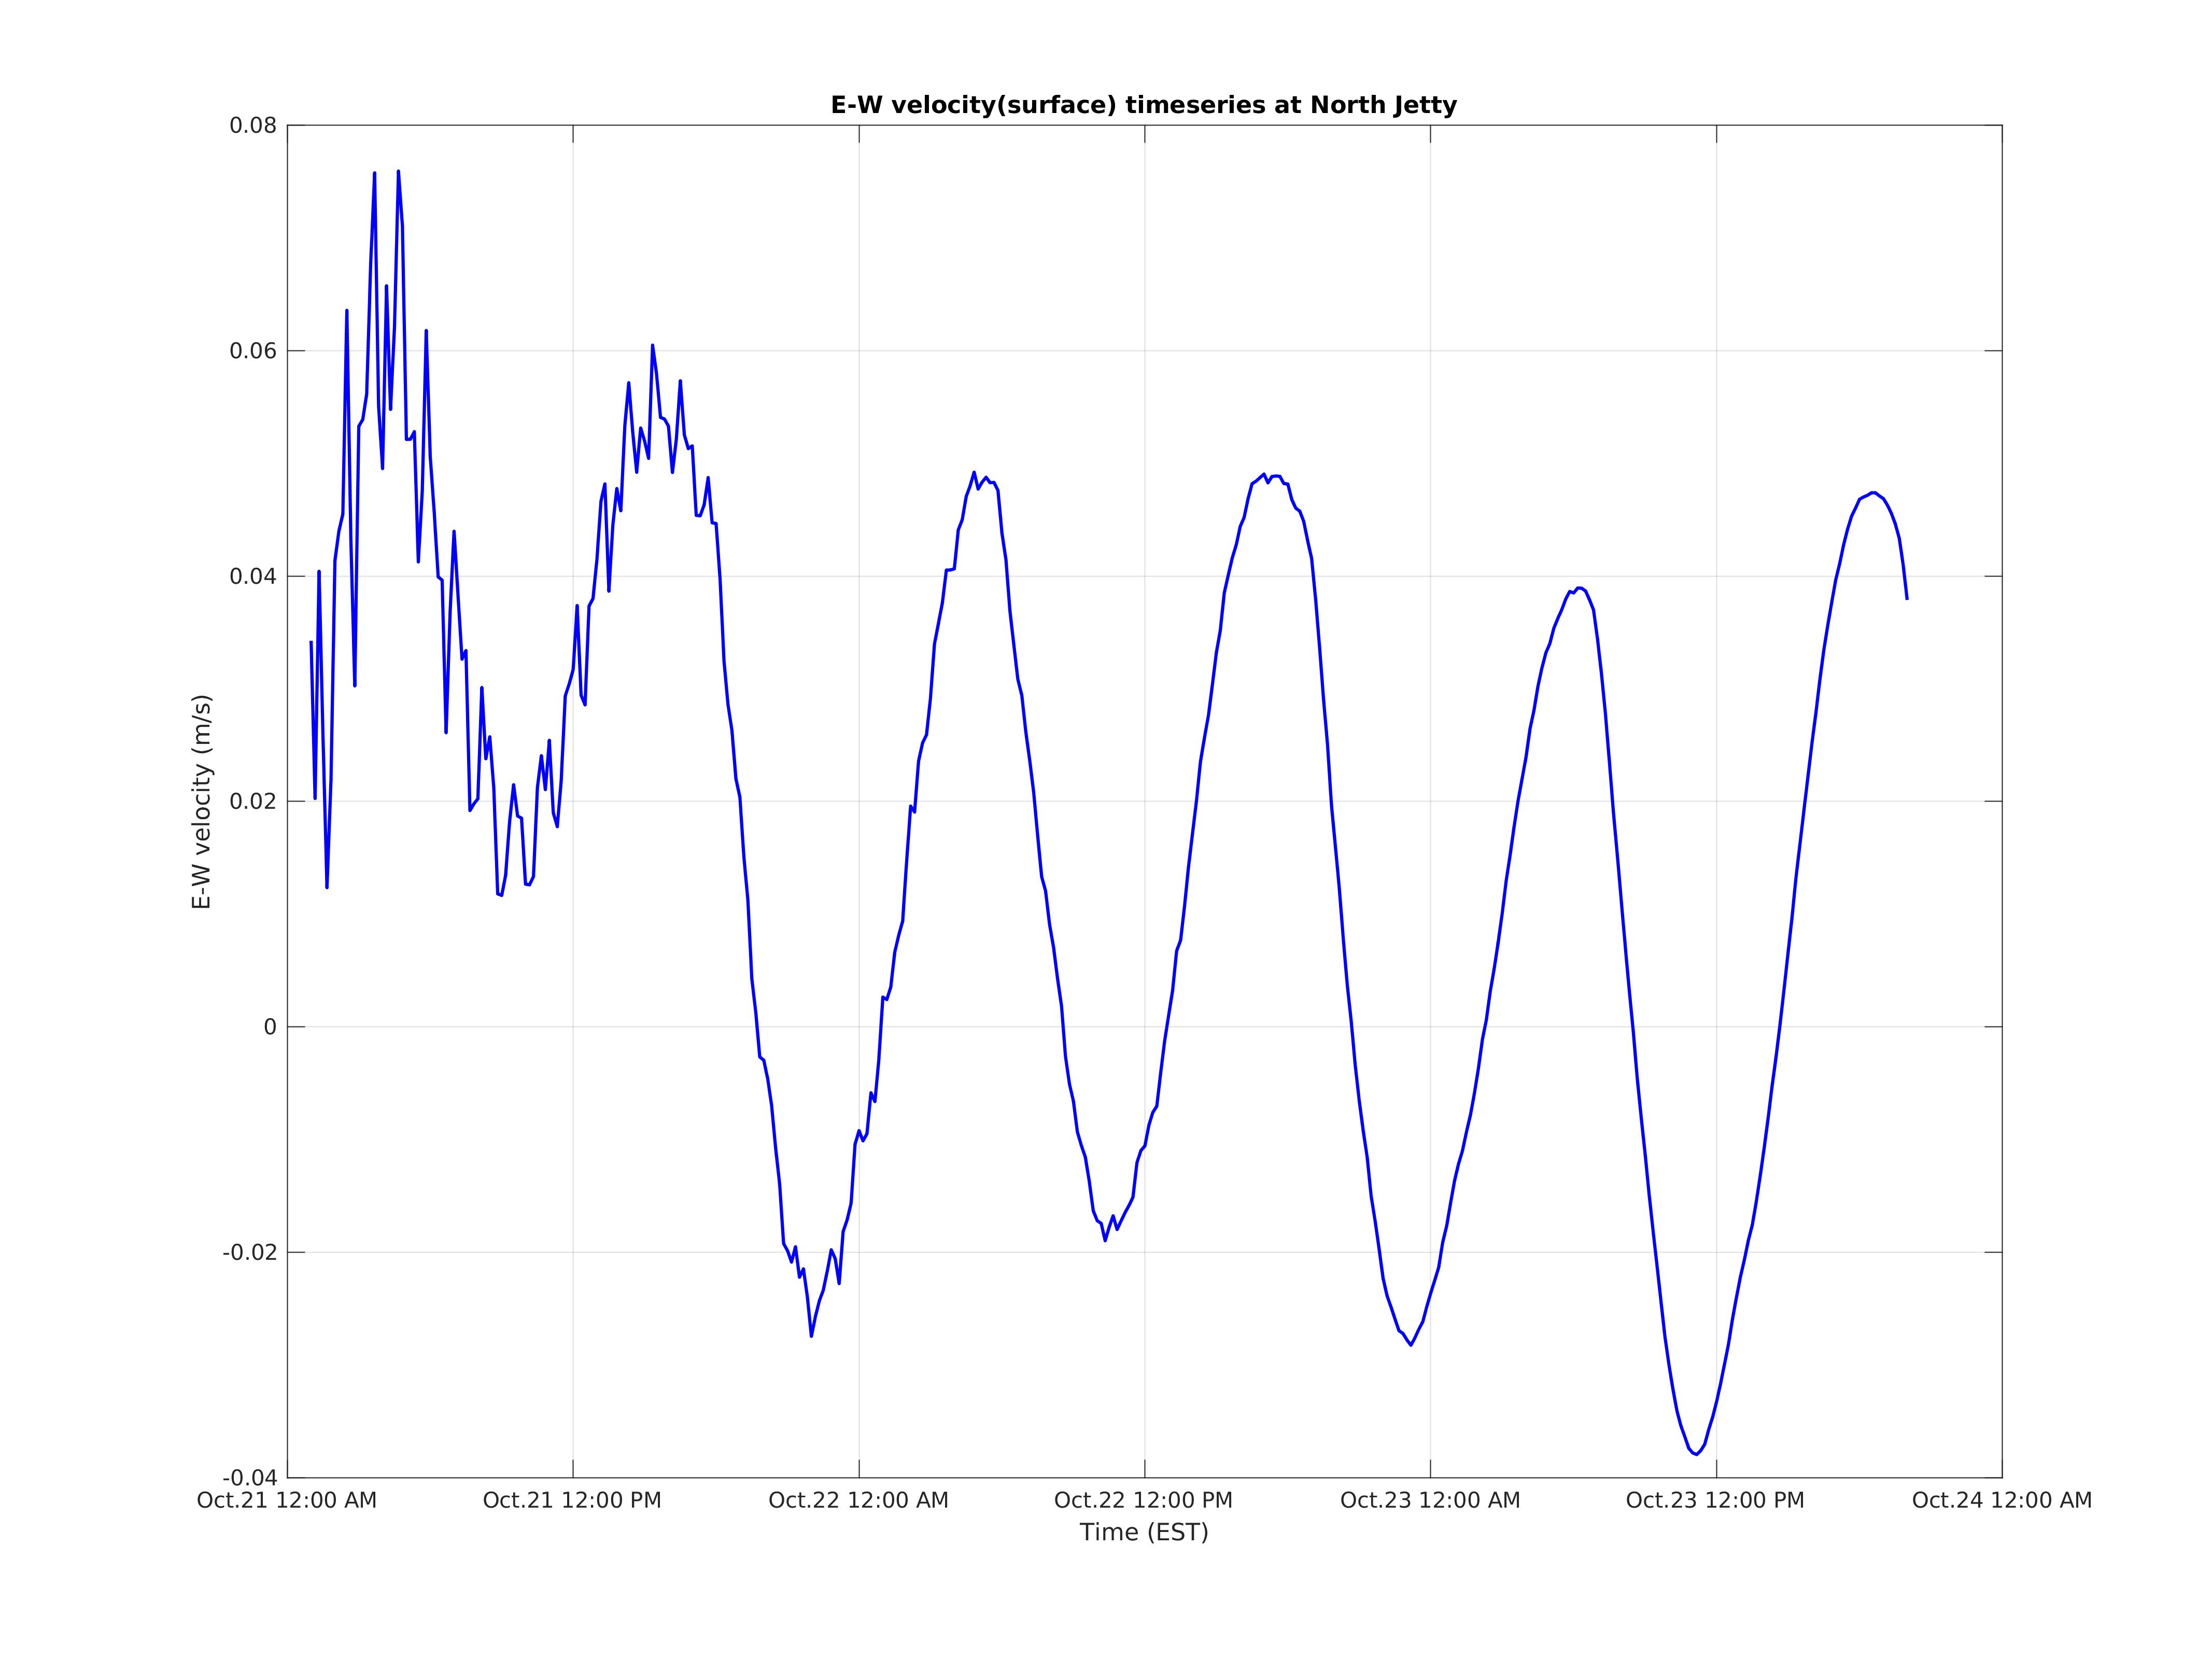 E-W velocity(surface) timeseries at North Jetty
0.08
0.06
0.04
0.02
0
-0.02
-0.04
E-W velocity (m/s)
Oct.21 12:00 AM Oct.21 12:00 PM Oct.22 12:00 AM Oct.22 12:00 PM Oct.23 12:00 AM Oct.23 12:00 PM Oct.24 12:00 AM
Time (EST)